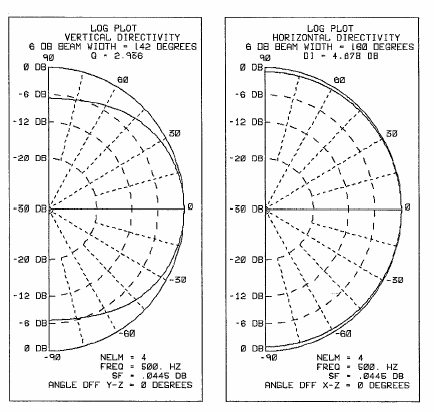 LOG PLOT
VERTICAL DIRECTIVITY
6 DB BEAM WIDTH = 142 DEGREES
Q = 2.936
90
0 DB
60
-6 DB
-12 DB
30
-20 DB
-30 DB
0
-20 DB
-30
-12 DB
-6 DB
-60
0 DB
-90
NELM = 4
FREQ = 500. HZ
SF = .0445 DB
ANGLE OFF Y-Z = 0 DEGREES
LOG PLOT
HORIZONTAL DIRECTIVITY
6 DB BEAM WIDTH = 180 DEGREES
DI = 4.678 DB
90
0 DB
60
-6 DB
-12 DB
30
-20 DB
-30 DB
0
-20 DB
-30
-12 DB
-6 DB
-60
0 DB
-90
NELM = 4
FREQ = 500. HZ
SF = .0445 DB
ANGLE OFF X-Z = 0 DEGREES